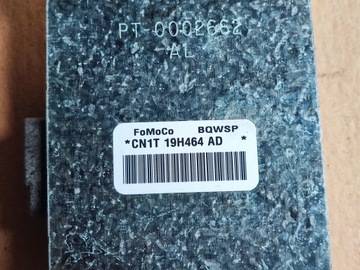 PT 0002662
AL
FoMoCo BQWSP
*CN1T 19H464 AD *